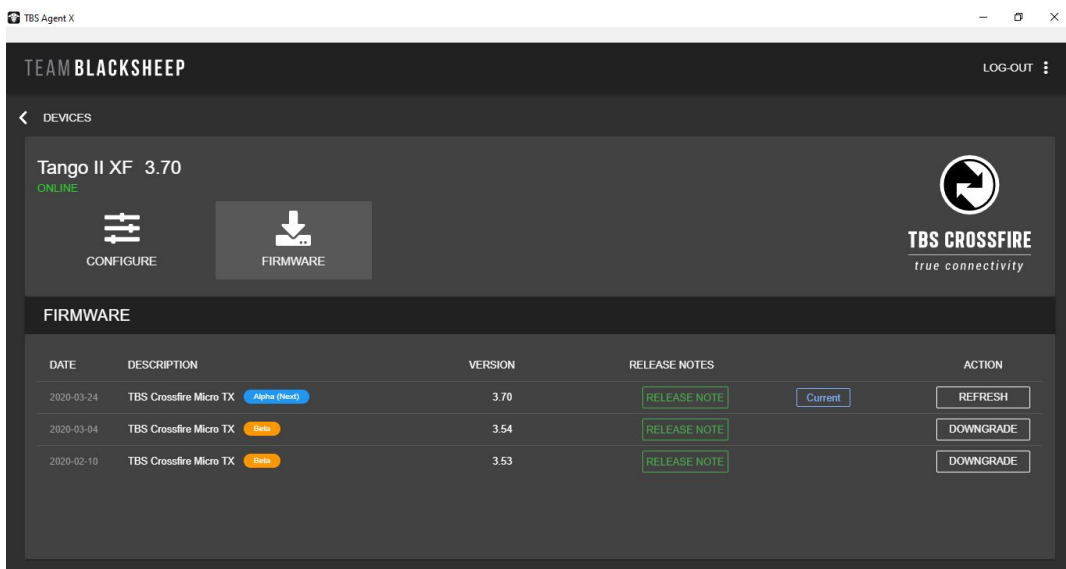 TBS Agent X
TEAMBLACKSHEEP
LOG-OUT
DEVICES
Tango II XF 3.70
ONLINE
CONFIGURE
FIRMWARE
TBS CROSSFIRE
true connectivity
FIRMWARE
DATE DESCRIPTION VERSION RELEASE NOTES ACTION
2020-03-24 TBS Crossfire Micro TX Alpha (Next) 3.70 RELEASE NOTE Current REFRESH
2020-03-04 TBS Crossfire Micro TX Beta 3.54 RELEASE NOTE DOWNGRADE
2020-02-10 TBS Crossfire Micro TX Beta 3.53 RELEASE NOTE DOWNGRADE